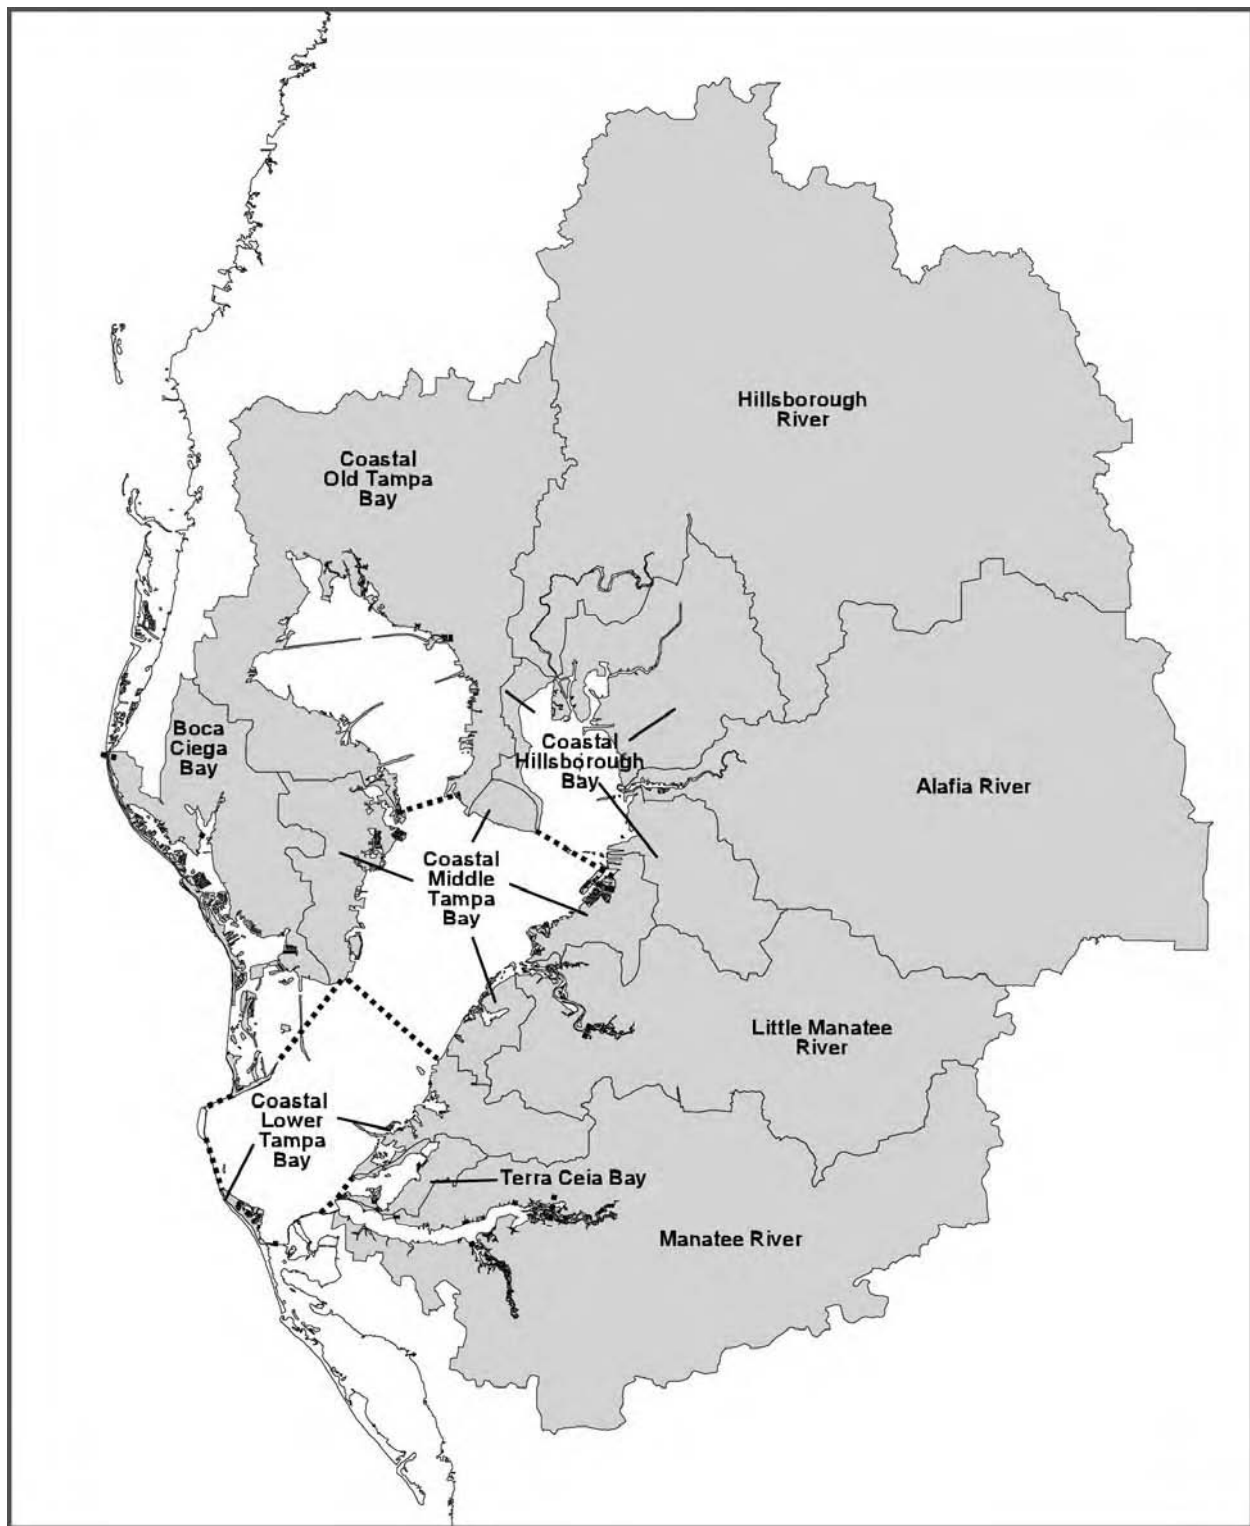 Hillsborough
River
Coastal
Old Tampa
Bay
Boca
Ciega
Bay
Coastal
Hillsborough
Bay
Alafia River
Coastal
Middle
Tampa
Bay
Little Manatee
River
Coastal
Lower
Tampa
Bay
Terra Ceia Bay
Manatee River